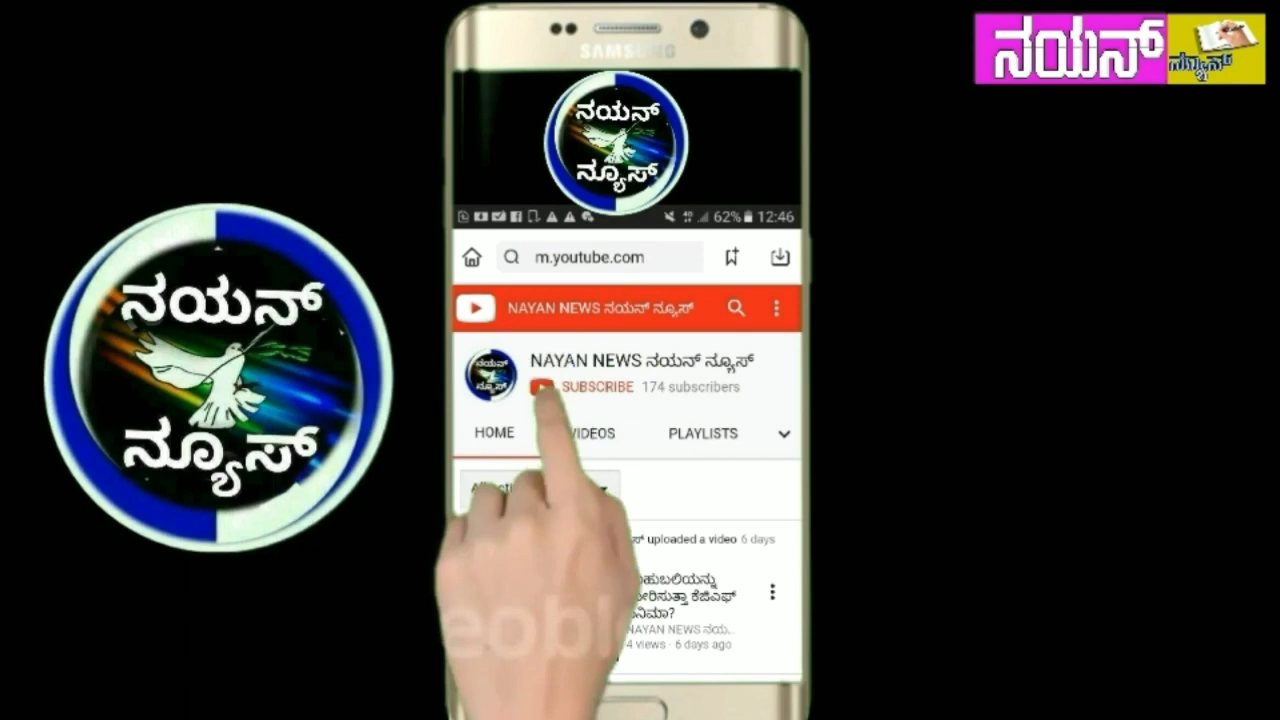 ನಯನ್
ನ್ಯೂಸ್
SAMSUNG
ನಯನ್
ನ್ಯೂಸ್
62% 12:46
m.youtube.com
NAYAN NEWS ನಯನ್ ನ್ಯೂಸ್
NAYAN NEWS ನಯನ್ ನ್ಯೂಸ್
SUBSCRIBE 174 subscribers
HOME VIDEOS PLAYLISTS
uploaded a video 6 days
ಕೆಜಿಎಫ್
NAYAN NEWS
views · 6 days ago
ನಯನ್
ನ್ಯೂಸ್